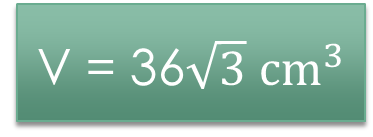 V = 36√3 cm³